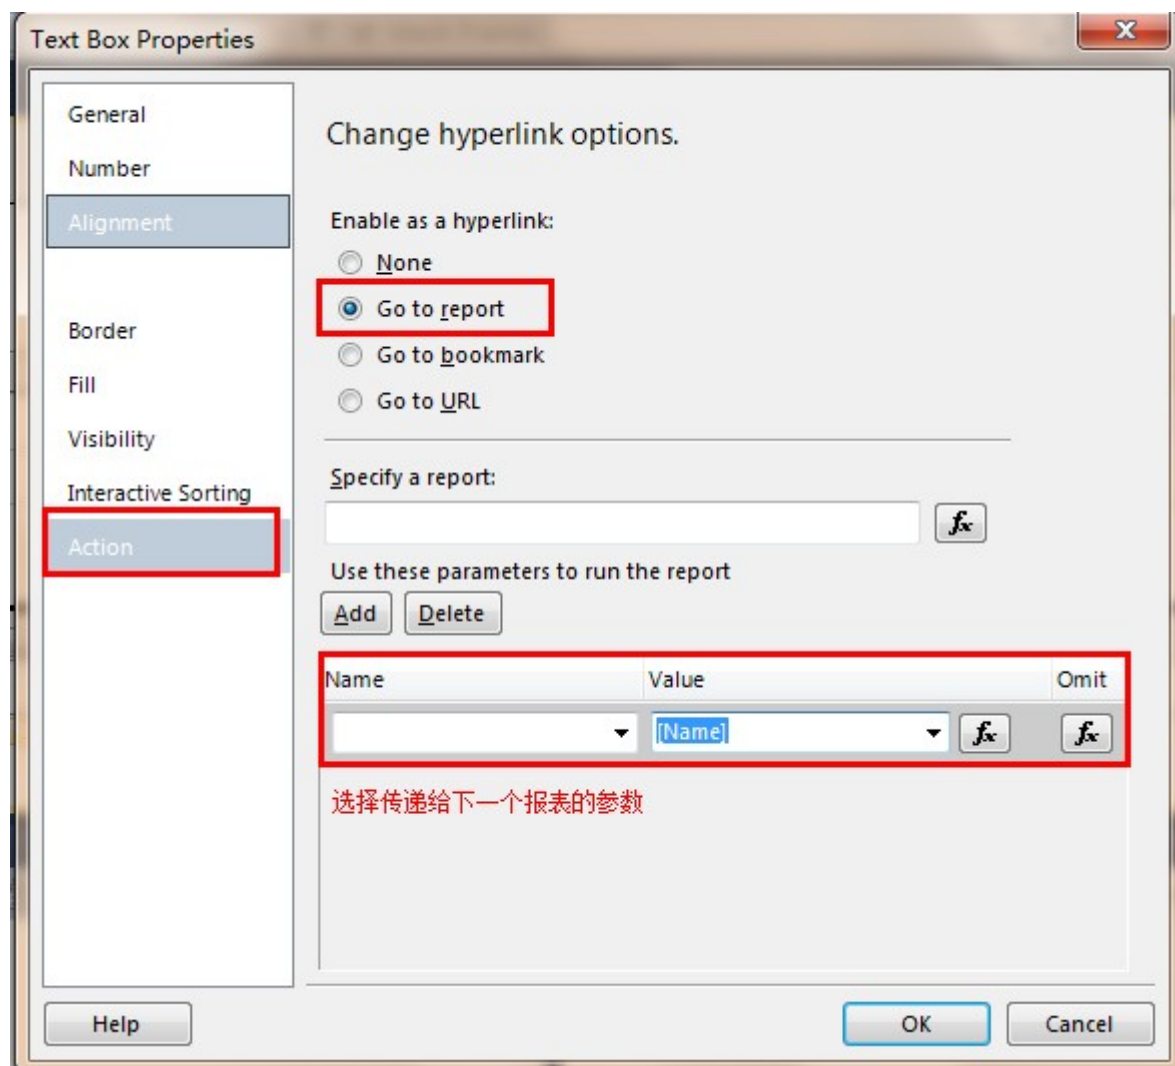 Text Box Properties
General
Number
Alignment
Border
Fill
Visibility
Interactive Sorting
Action
Change hyperlink options.
Enable as a hyperlink:
None
Go to report
Go to bookmark
Go to URL
Specify a report:
fx
Use these parameters to run the report
Add Delete
Name Value Omit
[Name] fx fx
选择传递给下一个报表的参数
Help OK Cancel